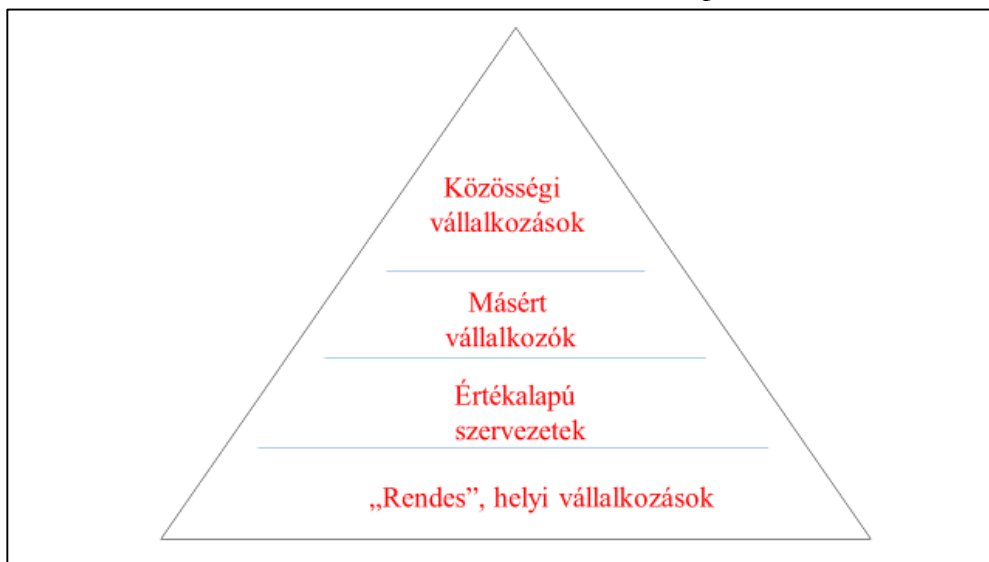 Közösségi
vállalkozások
Másért
vállalkozók
Értékalapú
szervezetek
„Rendes”, helyi vállalkozások